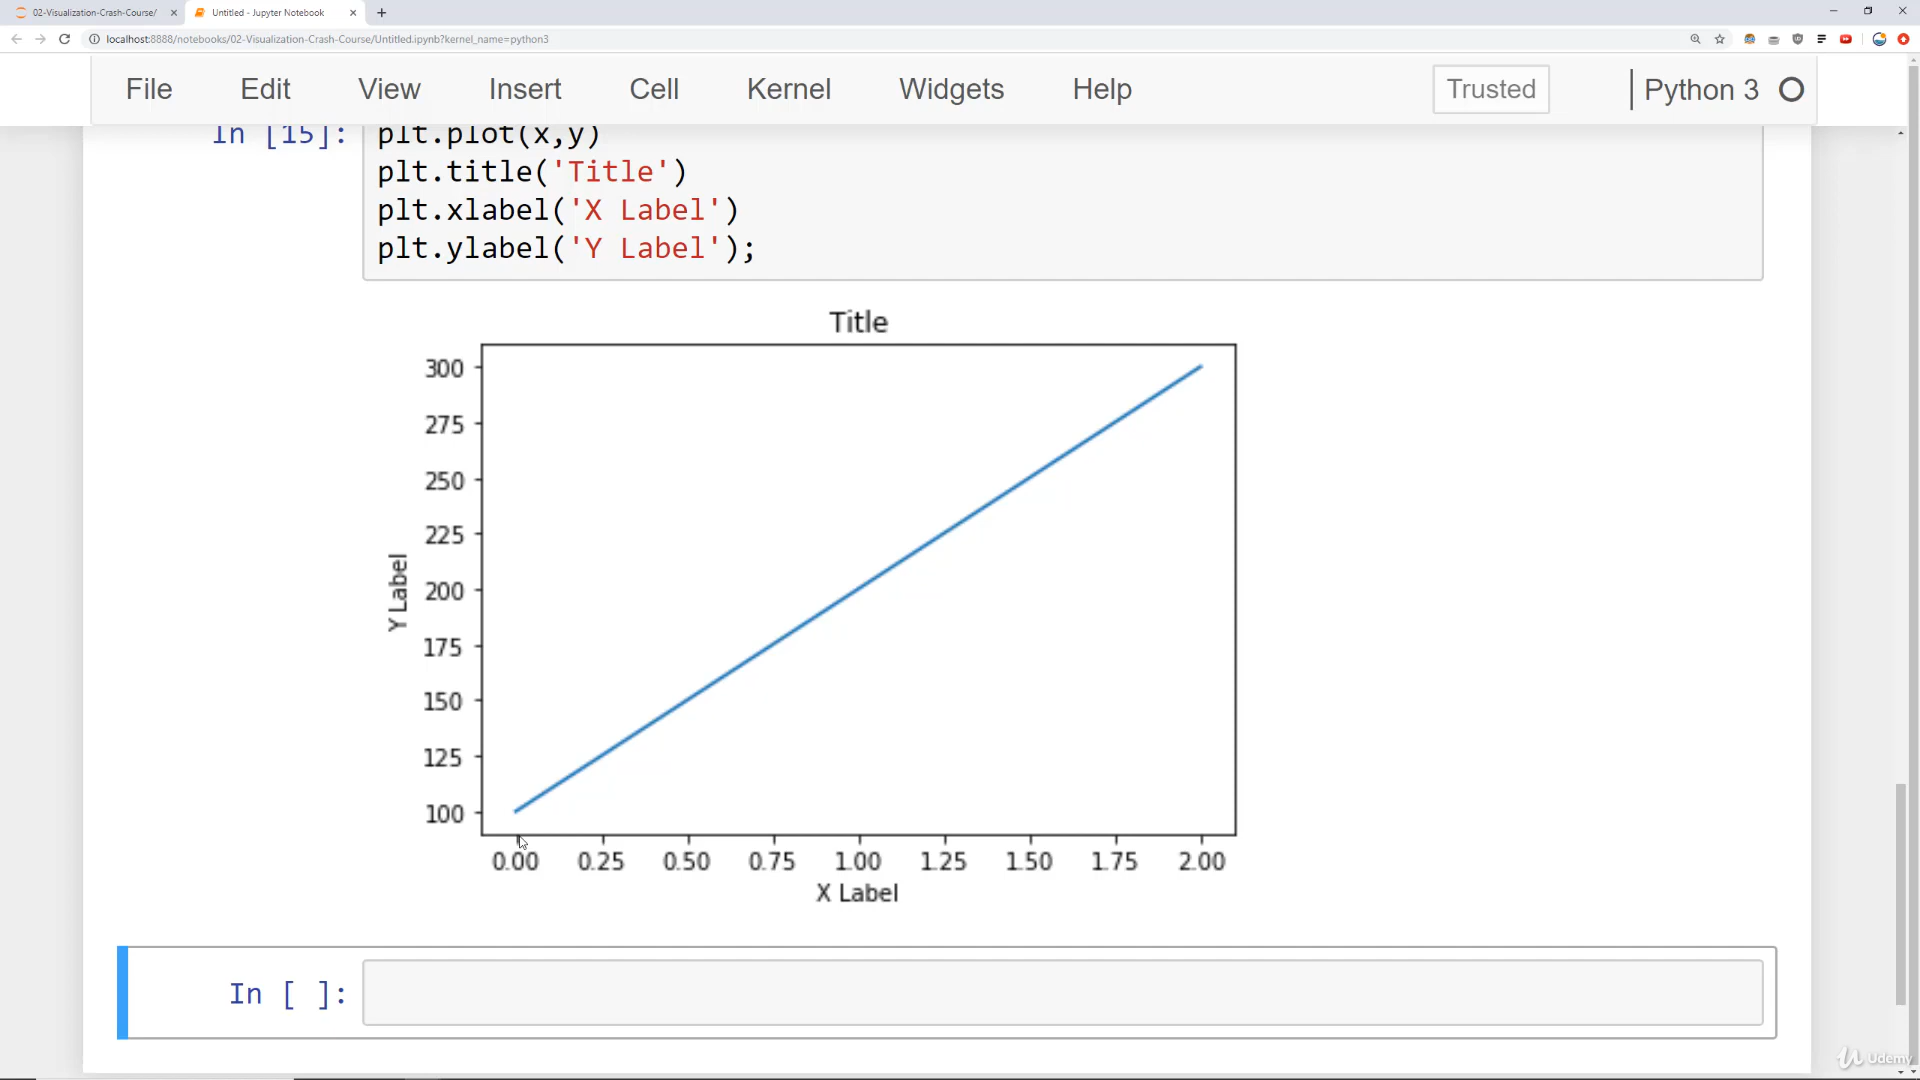 02-Visualization-Crash-Course/
Untitled - Jupyter Notebook
localhost:8888/notebooks/02-Visualization-Crash-Course/Untitled.ipynb?kernel_name=python3
File Edit View Insert Cell Kernel Widgets Help Trusted Python 3
In [15]: plt.plot(x,y)
plt.title('Title')
plt.xlabel('X Label')
plt.ylabel('Y Label');
Title
300
275
250
225
200
175
150
125
100
Y Label
0.00 0.25 0.50 0.75 1.00 1.25 1.50 1.75 2.00
X Label
In [ ]:
Udemy